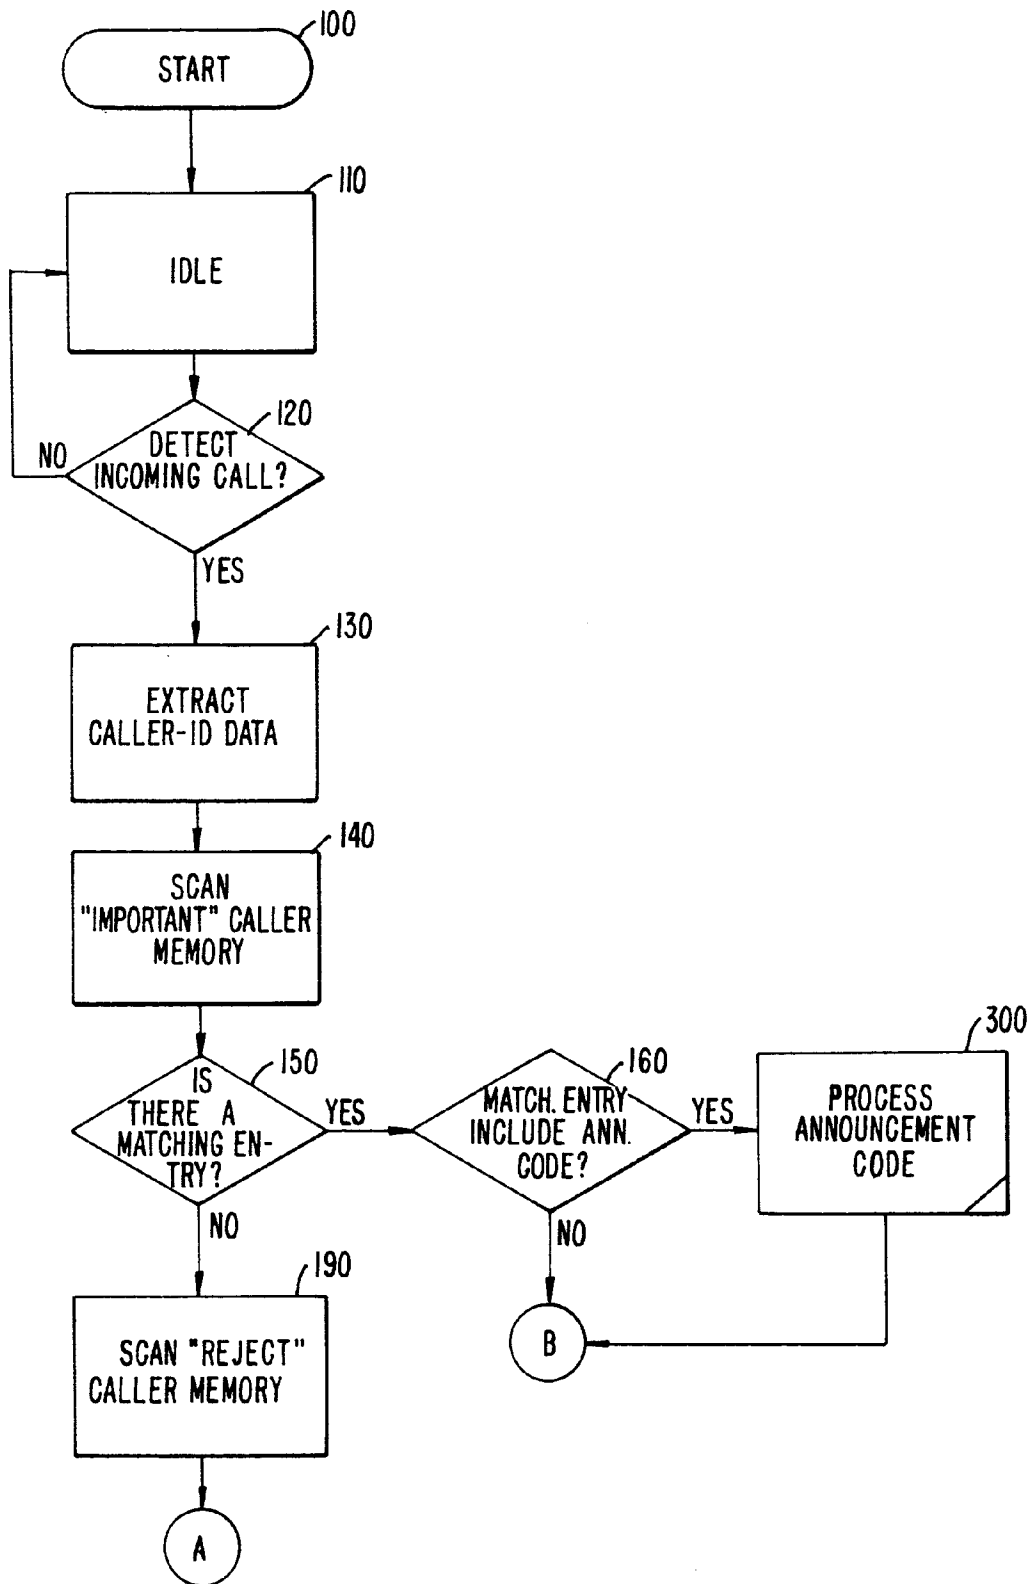 100
START
110
IDLE
120
DETECT
INCOMING CALL?
NO
YES
130
EXTRACT
CALLER-ID DATA
140
SCAN
"IMPORTANT" CALLER
MEMORY
150
IS
THERE A
MATCHING EN-
TRY?
YES
NO
160
MATCH. ENTRY
INCLUDE ANN.
CODE?
YES
NO
300
PROCESS
ANNOUNCEMENT
CODE
B
190
SCAN "REJECT"
CALLER MEMORY
A